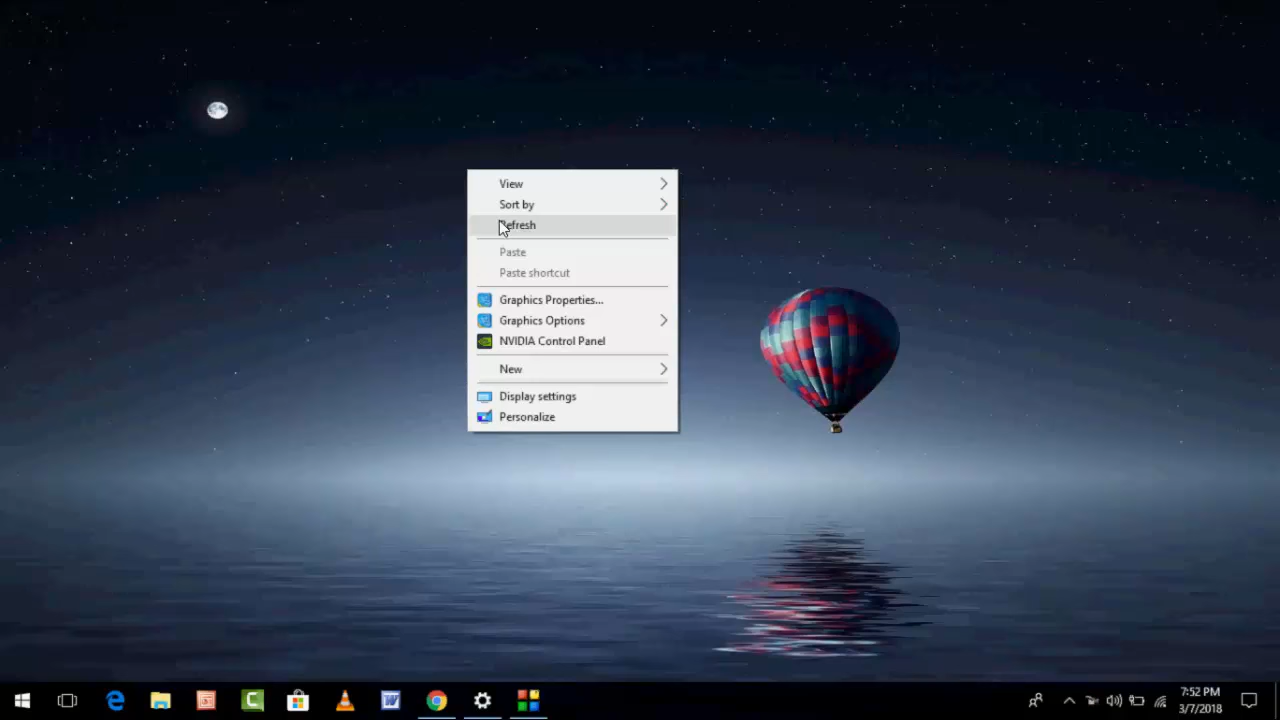 View
Sort by
Refresh
Paste
Paste shortcut
Graphics Properties...
Graphics Options
NVIDIA Control Panel
New
Display settings
Personalize
7:52 PM
3/7/2018